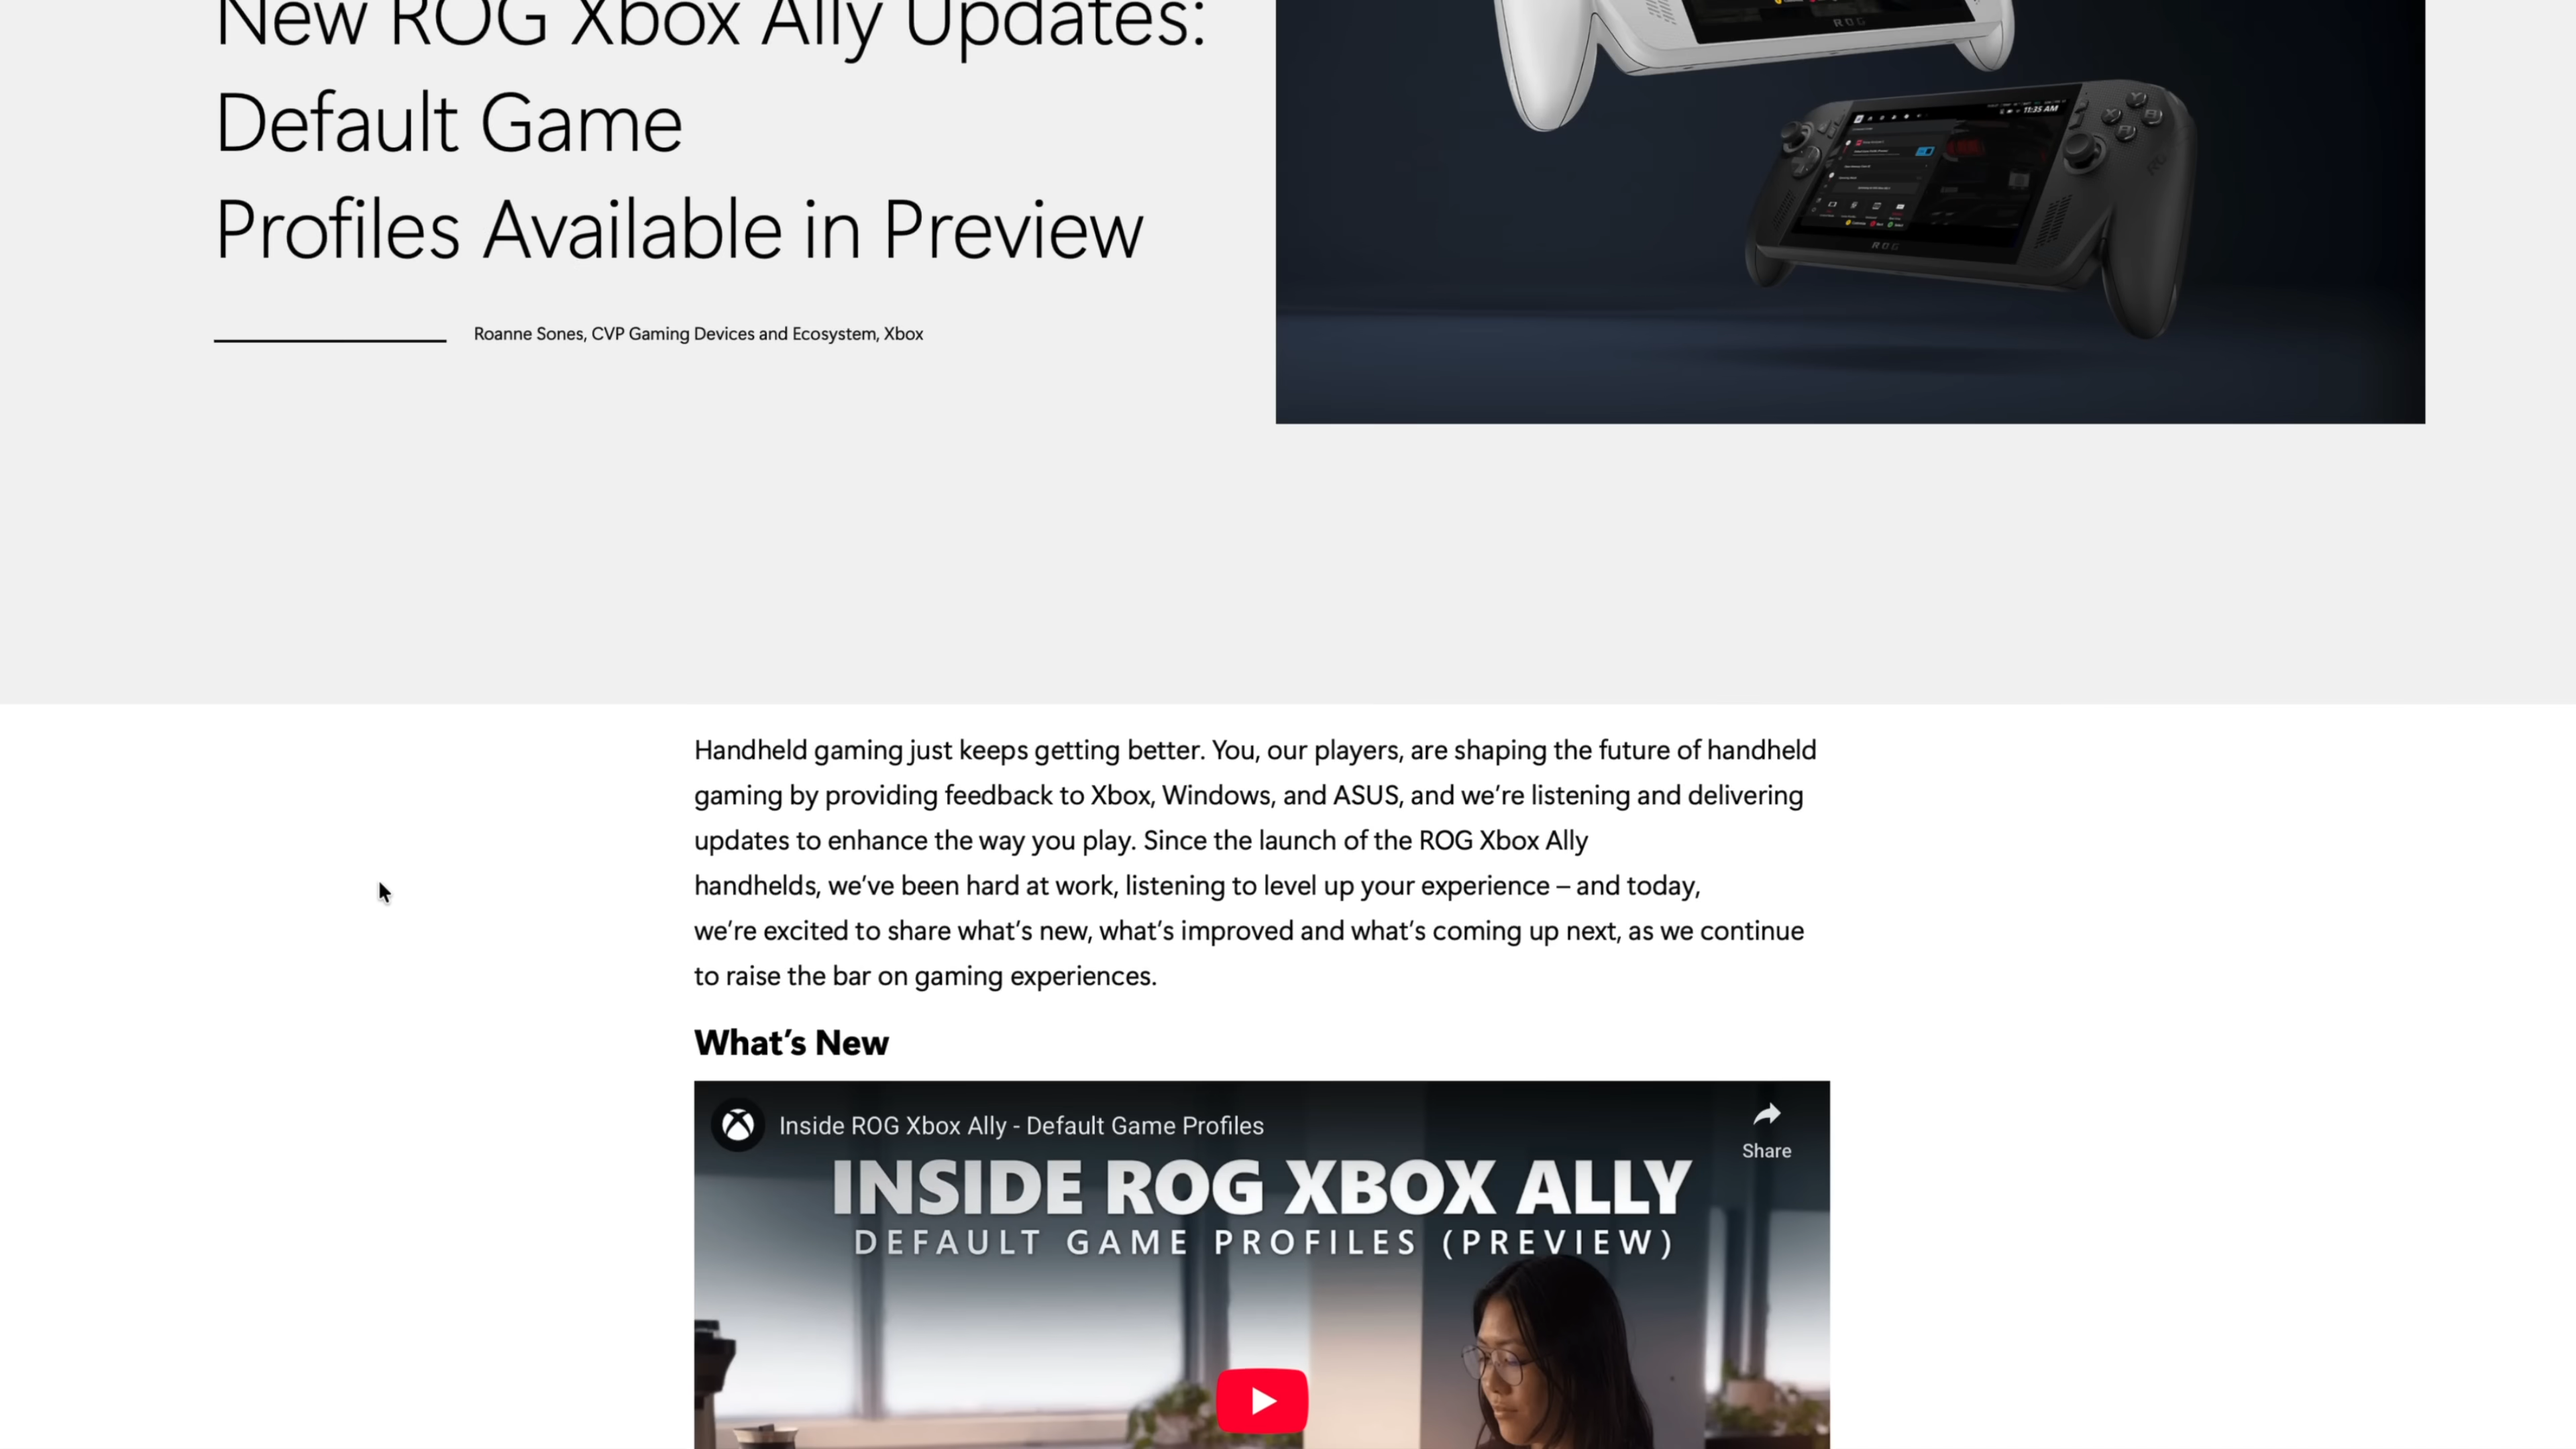 New ROG Xbox Ally Updates:
Default Game
Profiles Available in Preview
Roanne Sones, CVP Gaming Devices and Ecosystem, Xbox
ROG
11:35 AM
X
Y
B
ROG
ROG
Handheld gaming just keeps getting better. You, our players, are shaping the future of handheld
gaming by providing feedback to Xbox, Windows, and ASUS, and we’re listening and delivering
updates to enhance the way you play. Since the launch of the ROG Xbox Ally
handhelds, we’ve been hard at work, listening to level up your experience – and today,
we’re excited to share what’s new, what’s improved and what’s coming up next, as we continue
to raise the bar on gaming experiences.
What’s New
Inside ROG Xbox Ally - Default Game Profiles
Share
INSIDE ROG XBOX ALLY
DEFAULT GAME PROFILES (PREVIEW)